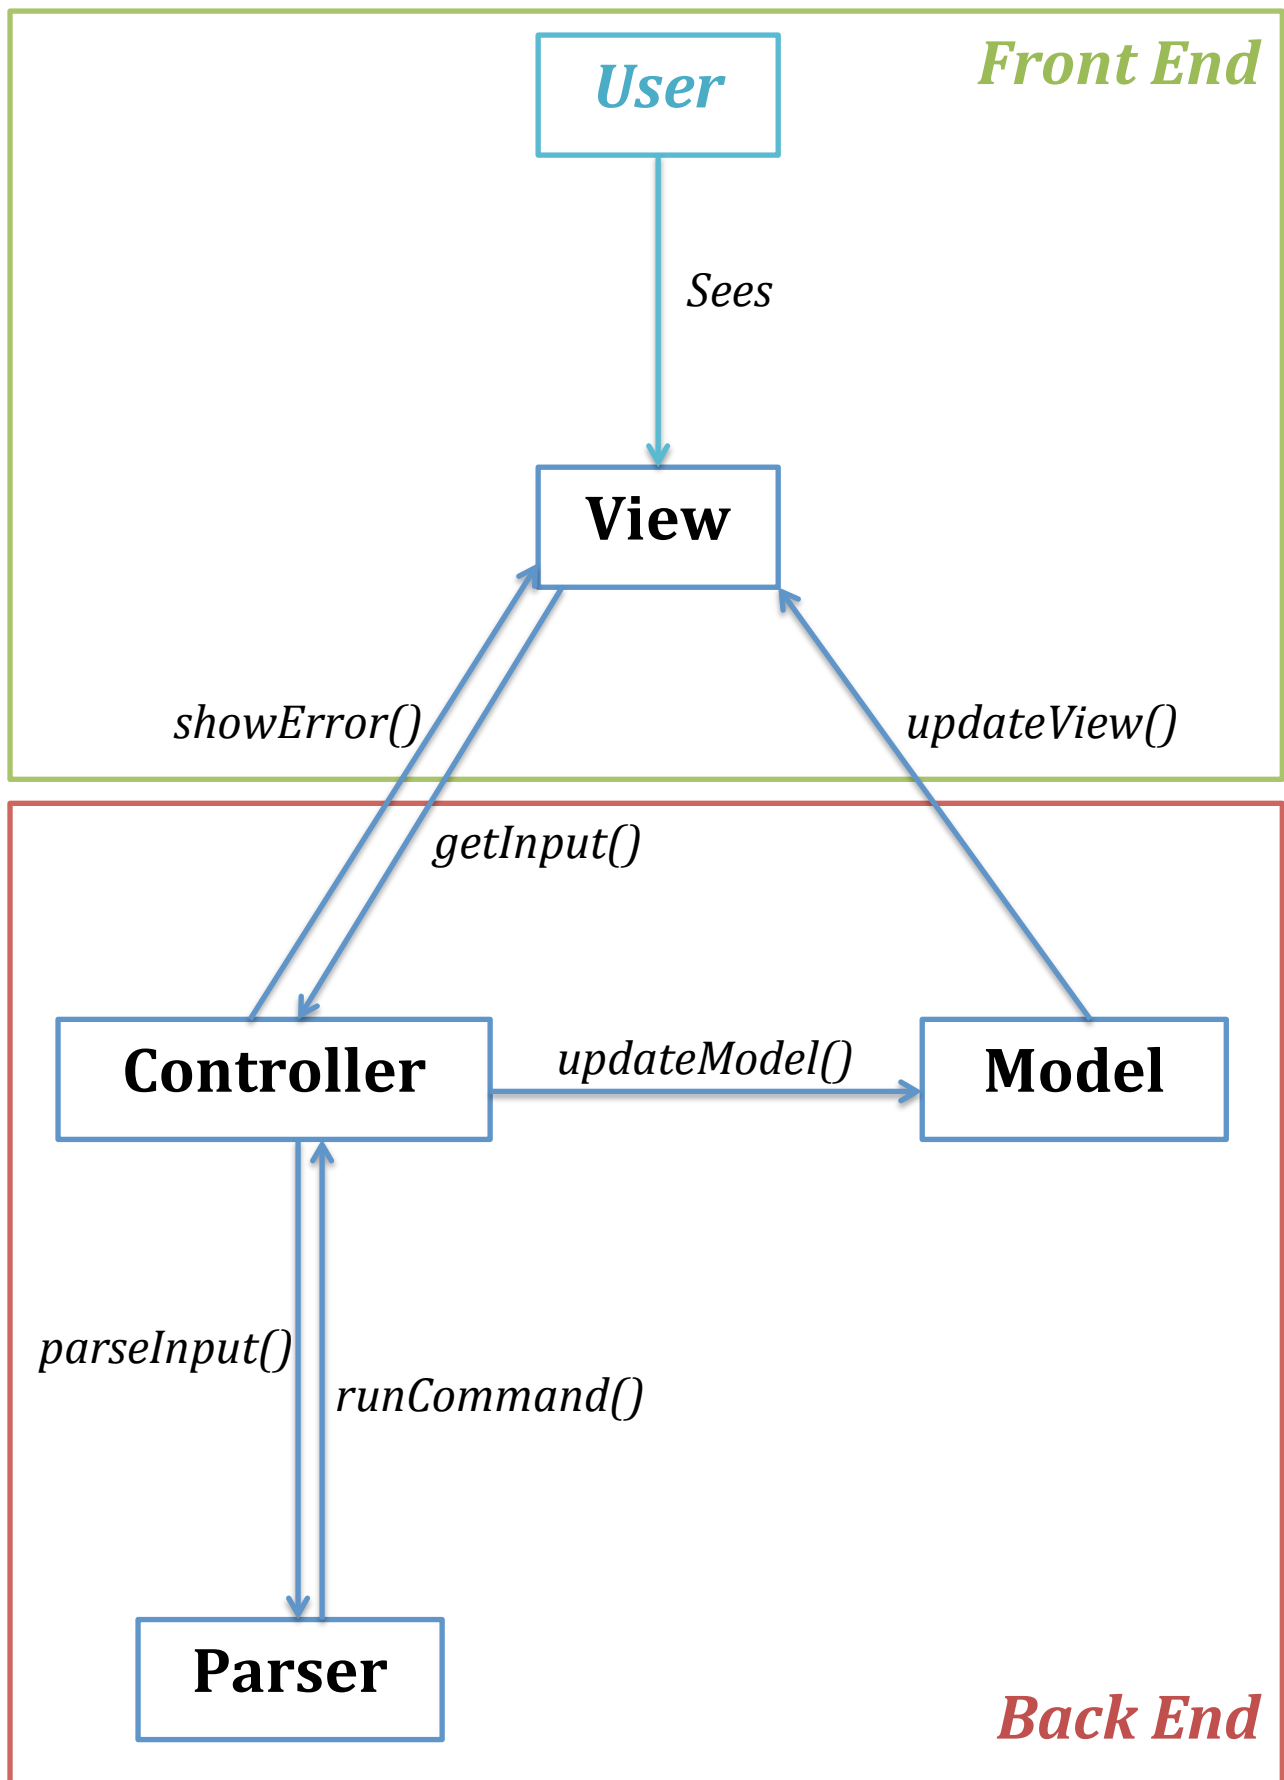 Front End
User
Sees
View
showError()
updateView()
getInput()
Controller
updateModel()
Model
parseInput()
runCommand()
Parser
Back End